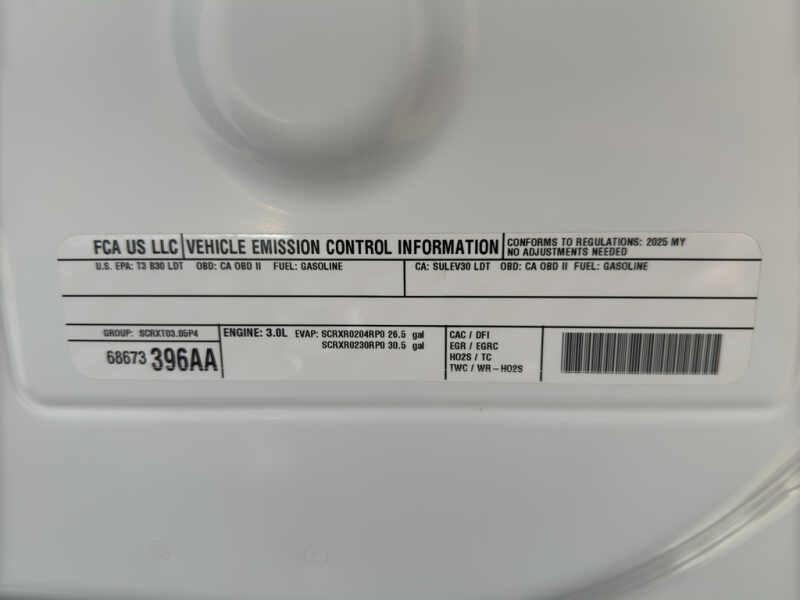 FCA US LLC VEHICLE EMISSION CONTROL INFORMATION
CONFORMS TO REGULATIONS: 2025 MY
NO ADJUSTMENTS NEEDED
U.S. EPA: T3 B30 LDT OBD: CA OBD II FUEL: GASOLINE
CA: SULEV30 LDT OBD: CA OBD II FUEL: GASOLINE
GROUP: SCRXT03.05P4
68673 396AA
ENGINE: 3.0L EVAP: SCRXR0204RP0 26.5 gal
SCRXR0230RP0 30.5 gal
CAC / DFI
EGR / EGRC
HO2S / TC
TWC / WR-HO2S